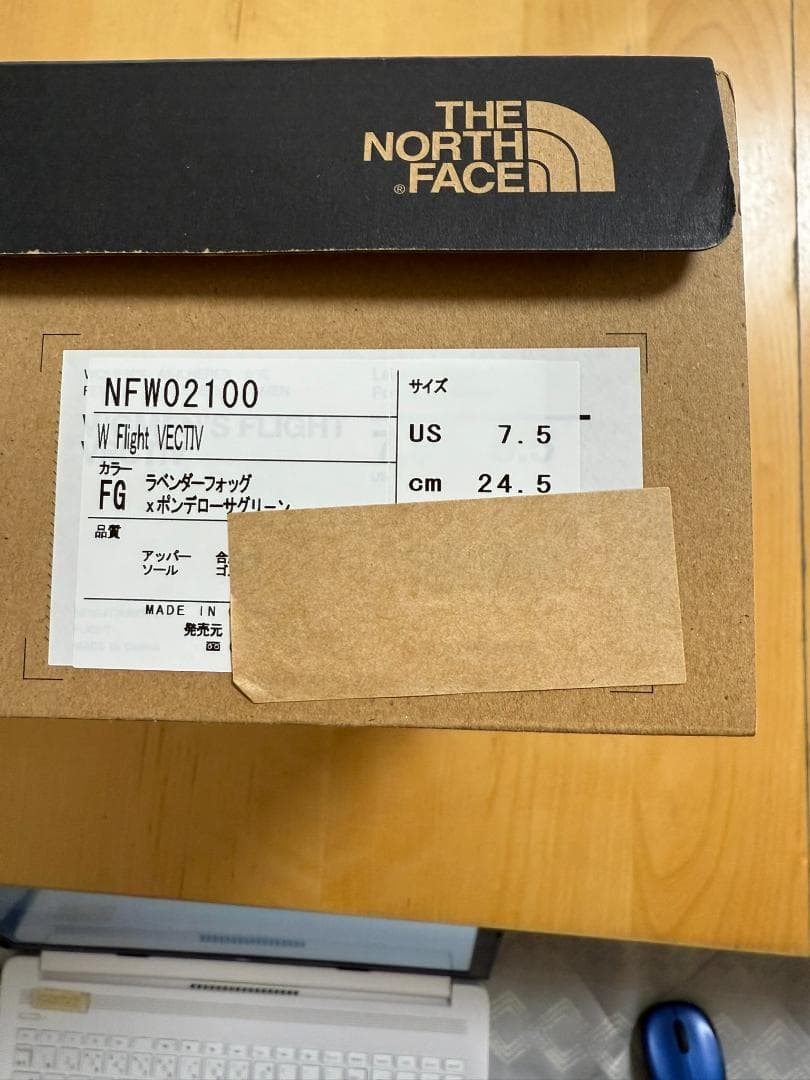 THE
NORTH
FACE
®
NFW02100
W Flight VECTIV
カラー
FG ラベンダーフォッグ
xポンデローサグリーン
品質
アッパー 合
ソール ゴ
MADE IN
発売元
サイズ
US 7.5
cm 24.5